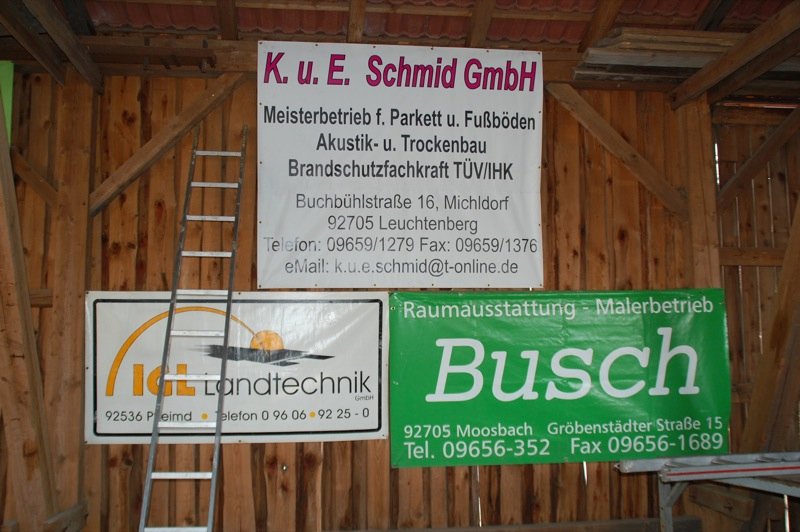 K. u. E. Schmid GmbH
Meisterbetrieb f. Parkett u. Fußböden
Akustik- u. Trockenbau
Brandschutzfachkraft TÜV/IHK
Buchbühlstraße 16, Michldorf
92705 Leuchtenberg
Telefon: 09659/1279 Fax: 09659/1376
eMail: k.u.e.schmid@t-online.de
Landtechnik
GmbH
92536 Pfreimd • Telefon 0 96 06 • 92 25 - 0
Raumausstattung - Malerbetrieb
Busch
92705 Moosbach Gröbenstädter Straße 15
Tel. 09656-352 Fax 09656-1689